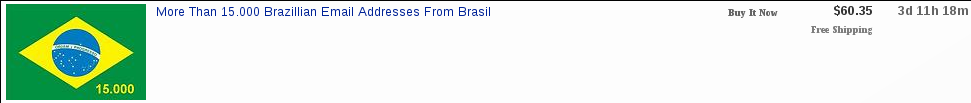 More Than 15.000 Brazillian Email Addresses From Brasil
Buy It Now
$60.35
3d 11h 18m
Free Shipping
15.000